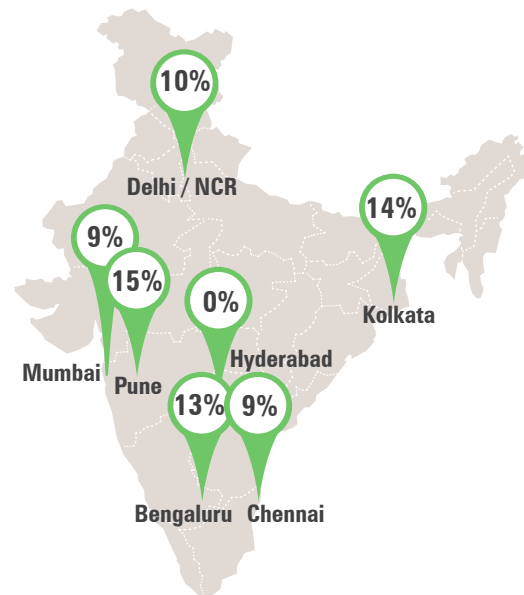 10%
Delhi / NCR
14%
Kolkata
9%
Mumbai
15%
Pune
0%
Hyderabad
13%
Bengaluru
9%
Chennai